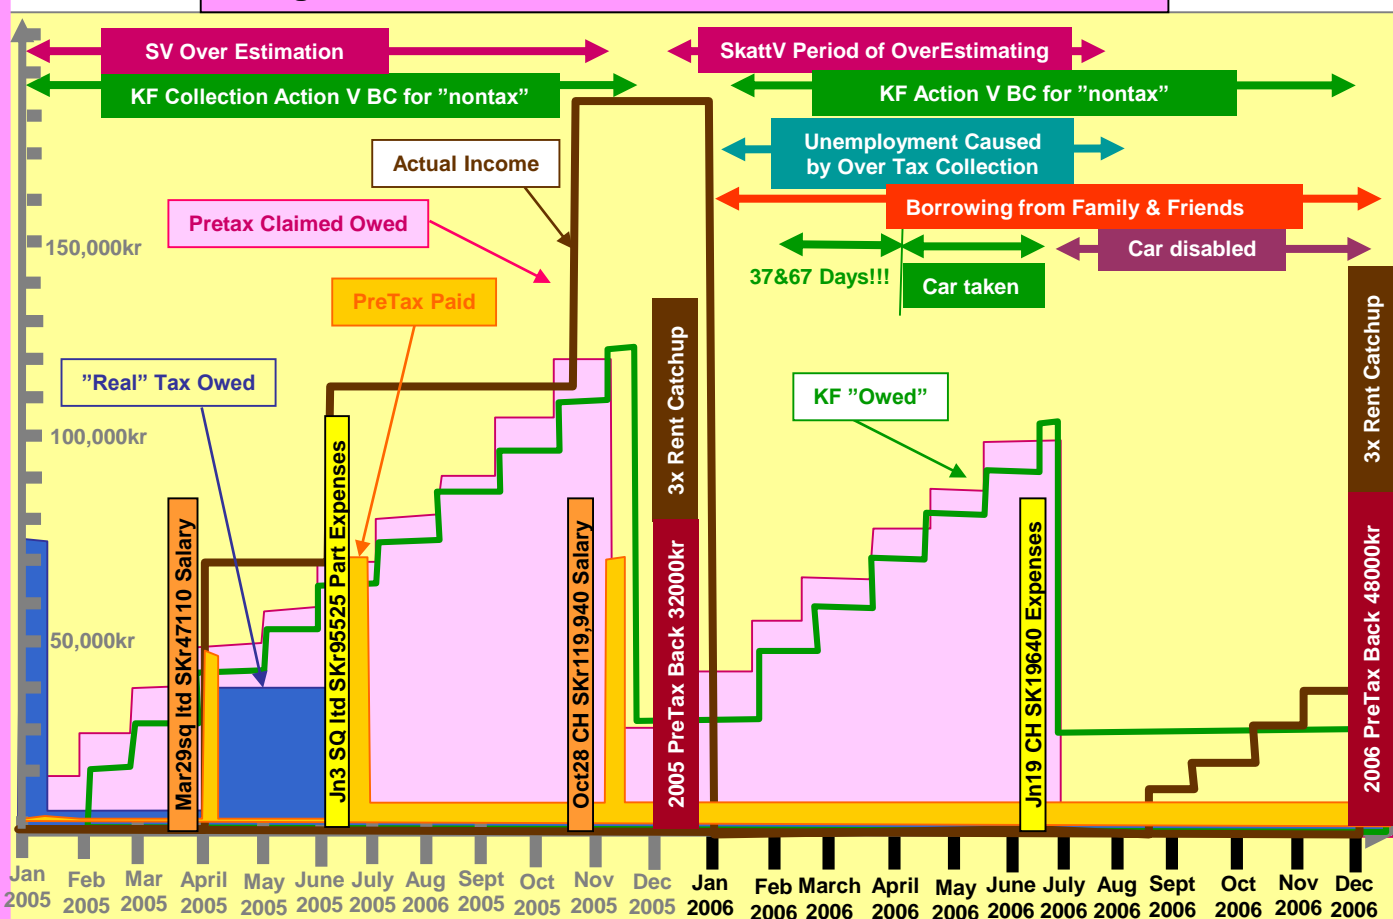 SV Over Estimation
SkattV Period of OverEstimating
KF Collection Action V BC for ”nontax”
KF Action V BC for ”nontax”
Unemployment Caused
by Over Tax Collection
Actual Income
Borrowing from Family & Friends
Pretax Claimed Owed
Car disabled
150,000kr
37&67 Days!!!
Car taken
PreTax Paid
”Real” Tax Owed
KF ”Owed”
100,000kr
50,000kr
Mar29sq ltd SKr47110 Salary
Jn3 SQ ltd SKr95525 Part Expenses
Oct28 CH SKr119,940 Salary
3x Rent Catchup
2005 PreTax Back 32000kr
Jn19 CH SK19640 Expenses
3x Rent Catchup
2006 PreTax Back 48000kr
Jan
2005
Feb
2005
Mar
2005
April
2005
May
2005
June
2005
July
2005
Aug
2005
Sept
2005
Oct
2005
Nov
2005
Dec
2005
Jan
2006
Feb
2006
March
2006
April
2006
May
2006
June
2006
July
2006
Aug
2006
Sept
2006
Oct
2006
Nov
2006
Dec
2006